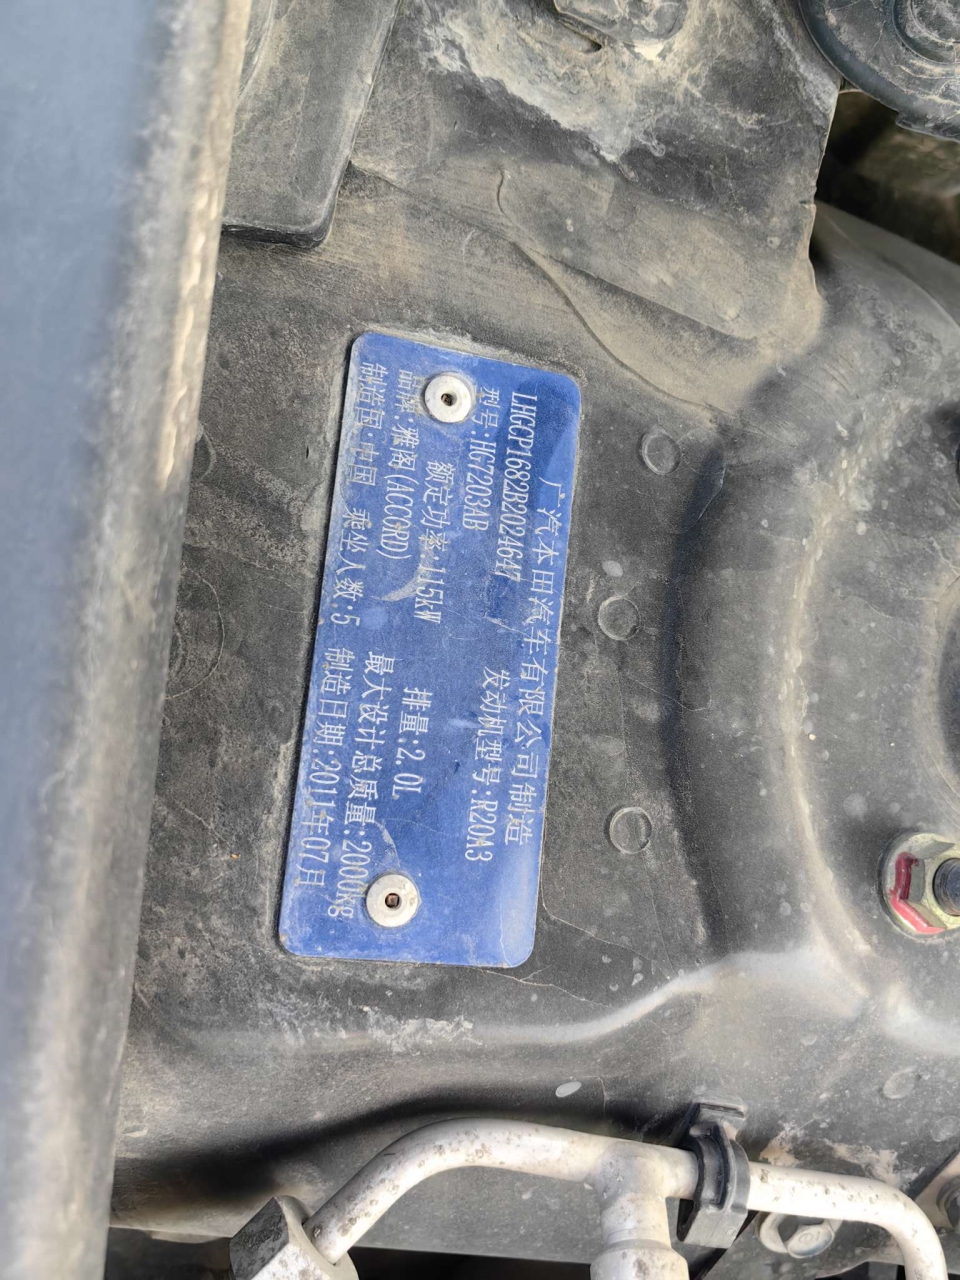 广汽本田汽车有限公司制造
LHGCP1682B2024647
型号:HG7203AB 发动机型号:R20A3
额定功率:115kW 排量:2.0L
品牌:雅阁(ACCORD) 最大设计总质量:2000kg
制造国:中国 乘坐人数:5 制造日期:2011年07月